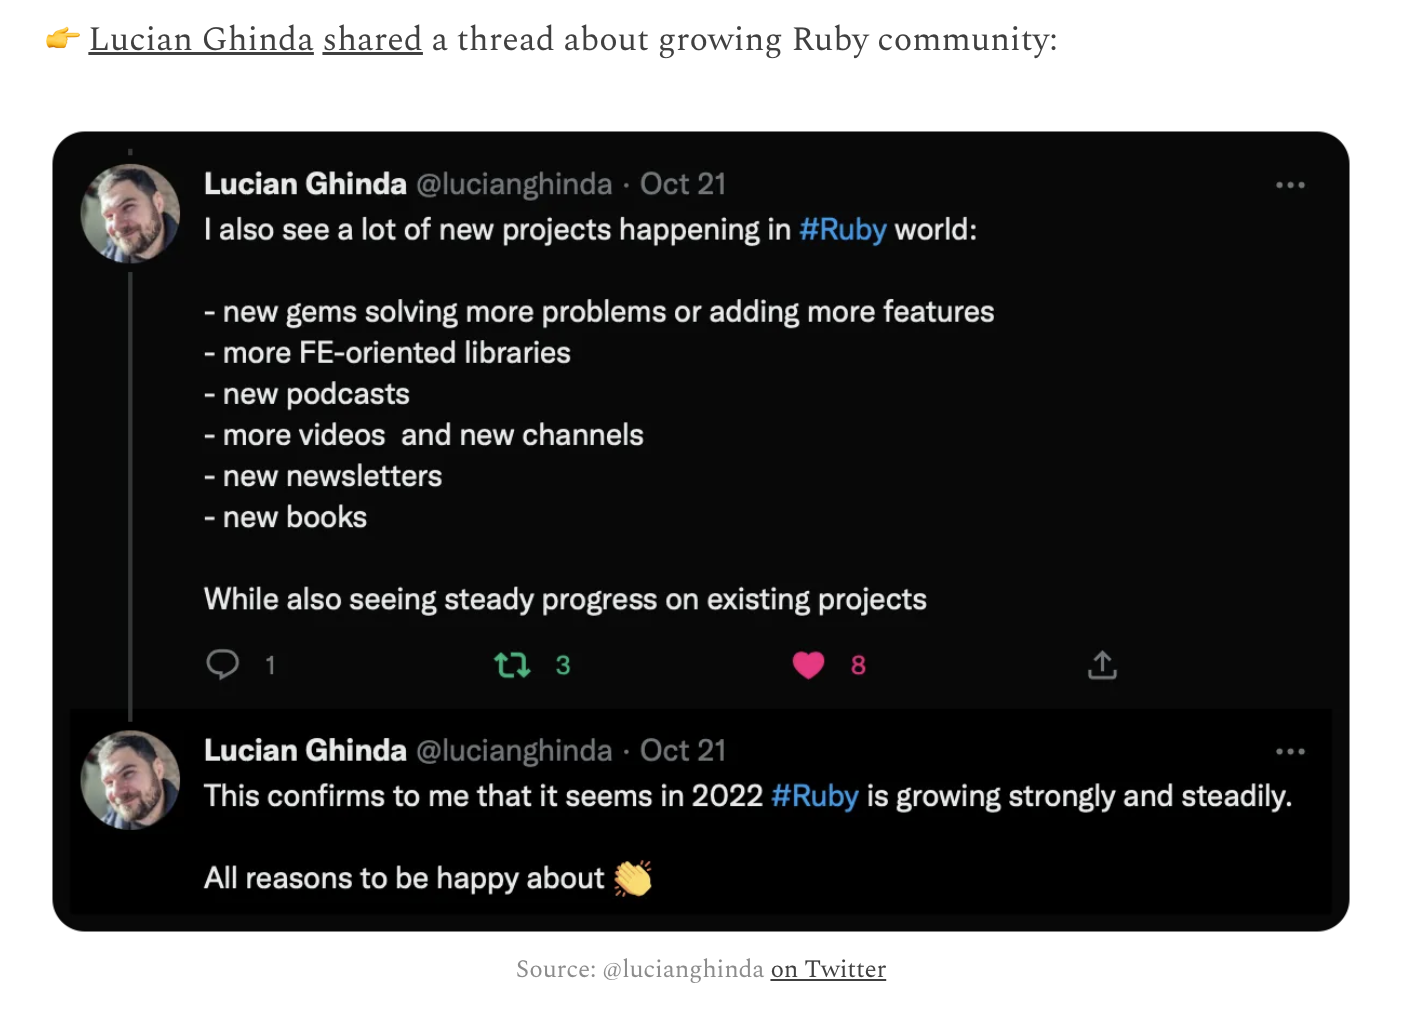 👉 Lucian Ghinda shared a thread about growing Ruby community:
Lucian Ghinda @lucianghinda · Oct 21
I also see a lot of new projects happening in #Ruby world:
- new gems solving more problems or adding more features
- more FE-oriented libraries
- new podcasts
- more videos  and new channels
- new newsletters
- new books
While also seeing steady progress on existing projects
1 3 8
Lucian Ghinda @lucianghinda · Oct 21
This confirms to me that it seems in 2022 #Ruby is growing strongly and steadily.
All reasons to be happy about 👏
Source: @lucianghinda on Twitter